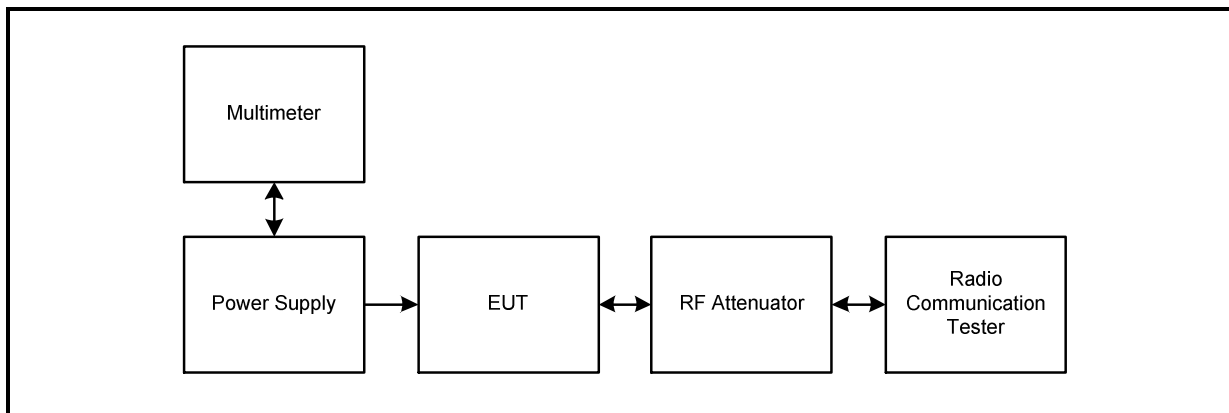 Multimeter
Power Supply
EUT
RF Attenuator
Radio
Communication
Tester